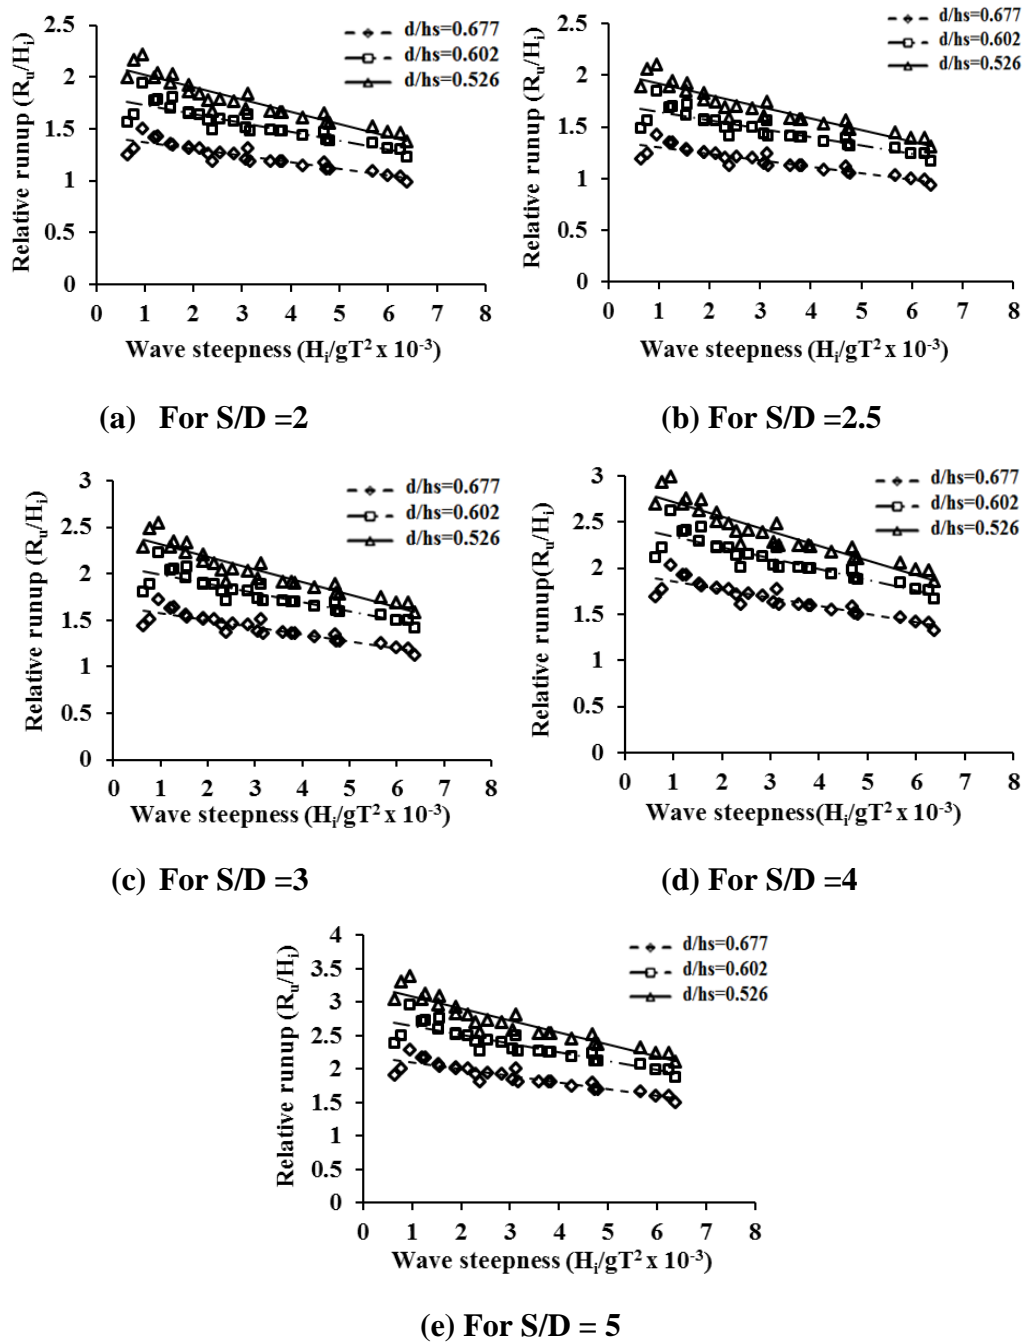 2.5
2
1.5
1
0.5
0
0 1 2 3 4 5 6 7 8
Relative runup (Ru/Hi)
Wave steepness (Hi/gT² x 10⁻³)
d/hs=0.677
d/hs=0.602
d/hs=0.526
(a) For S/D =2
2.5
2
1.5
1
0.5
0
0 1 2 3 4 5 6 7 8
Relative runup (Ru/Hi)
Wave steepness (Hi/gT² x 10⁻³)
d/hs=0.677
d/hs=0.602
d/hs=0.526
(b) For S/D =2.5
3
2.5
2
1.5
1
0.5
0
0 1 2 3 4 5 6 7 8
Relative runup (Ru/Hi)
Wave steepness (Hi/gT² x 10⁻³)
d/hs=0.677
d/hs=0.602
d/hs=0.526
(c) For S/D =3
3
2.5
2
1.5
1
0.5
0
0 1 2 3 4 5 6 7 8
Relative runup(Ru/Hi)
Wave steepness(Hi/gT² x 10⁻³)
d/hs=0.677
d/hs=0.602
d/hs=0.526
(d) For S/D =4
4
3.5
3
2.5
2
1.5
1
0.5
0
0 1 2 3 4 5 6 7 8
Relative runup (Ru/Hi)
Wave steepness (Hi/gT² x 10⁻³)
d/hs=0.677
d/hs=0.602
d/hs=0.526
(e) For S/D = 5